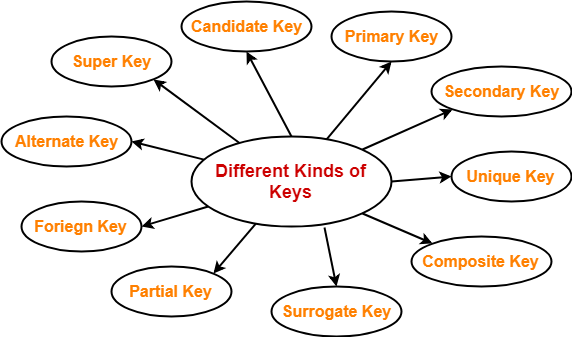 Candidate Key
Primary Key
Super Key
Secondary Key
Alternate Key
Different Kinds of
Keys
Unique Key
Foriegn Key
Composite Key
Partial Key
Surrogate Key